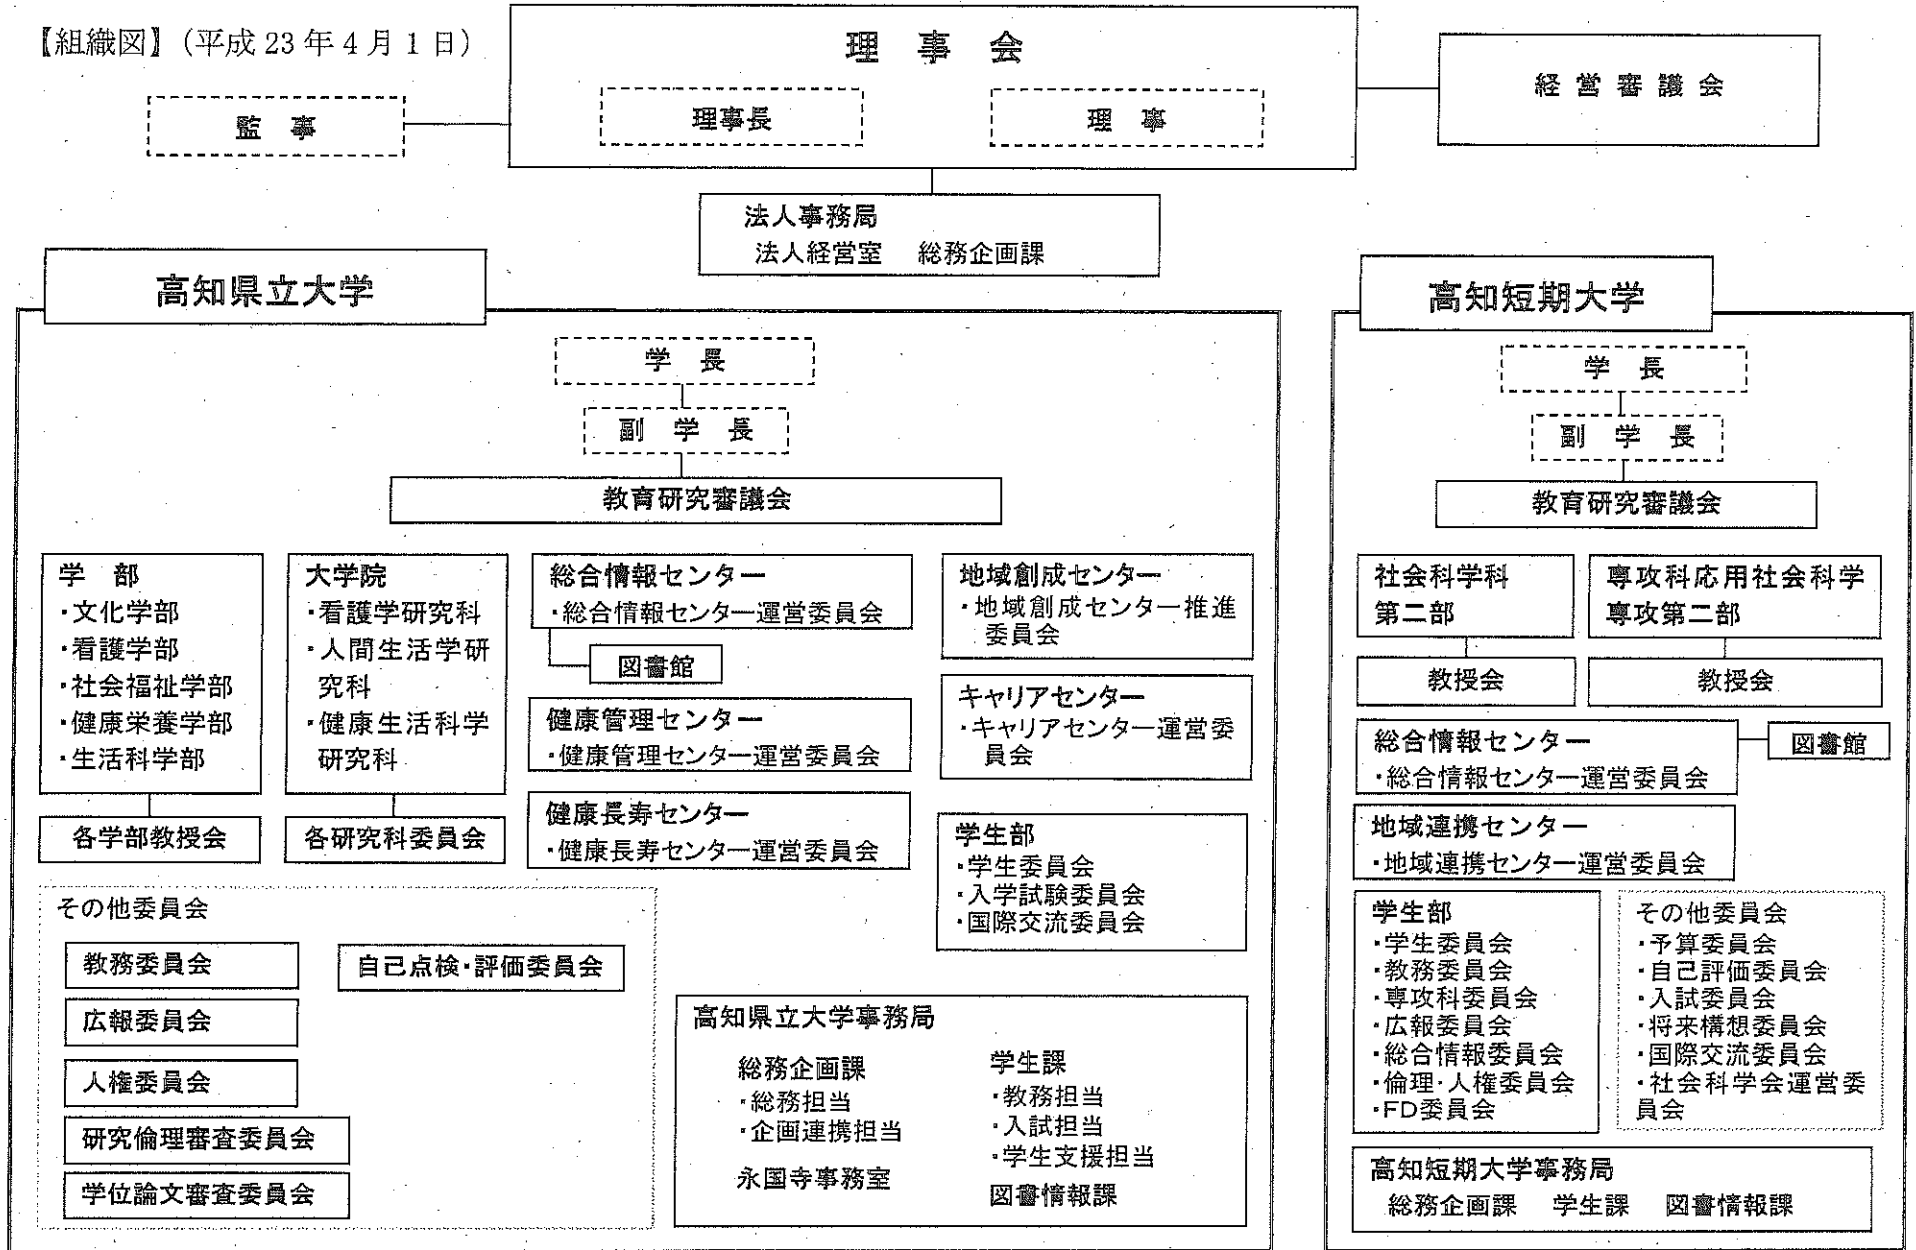 【組織図】（平成 23 年 4 月 1 日）
理 事 会
理事長
理 事
監 事
経 営 審 議 会
法人事務局
法人経営室 総務企画課
高知県立大学
学 長
副 学 長
教育研究審議会
学 部
・文化学部
・看護学部
・社会福祉学部
・健康栄養学部
・生活科学部
各学部教授会
大学院
・看護学研究科
・人間生活学研
究科
・健康生活科学
研究科
各研究科委員会
総合情報センター
・総合情報センター運営委員会
図書館
健康管理センター
・健康管理センター運営委員会
健康長寿センター
・健康長寿センター運営委員会
地域創成センター
・地域創成センター推進
委員会
キャリアセンター
・キャリアセンター運営委
員会
学生部
・学生委員会
・入学試験委員会
・国際交流委員会
その他委員会
教務委員会
自己点検・評価委員会
広報委員会
人権委員会
研究倫理審査委員会
学位論文審査委員会
高知県立大学事務局
総務企画課
・総務担当
・企画連携担当
永国寺事務室
学生課
・教務担当
・入試担当
・学生支援担当
図書情報課
高知短期大学
学 長
副 学 長
教育研究審議会
社会科学科
第二部
教授会
専攻科応用社会科学
専攻第二部
教授会
総合情報センター
・総合情報センター運営委員会
図書館
地域連携センター
・地域連携センター運営委員会
学生部
・学生委員会
・教務委員会
・専攻科委員会
・広報委員会
・総合情報委員会
・倫理・人権委員会
・FD委員会
その他委員会
・予算委員会
・自己評価委員会
・入試委員会
・将来構想委員会
・国際交流委員会
・社会科学会運営委
員会
高知短期大学事務局
総務企画課 学生課 図書情報課